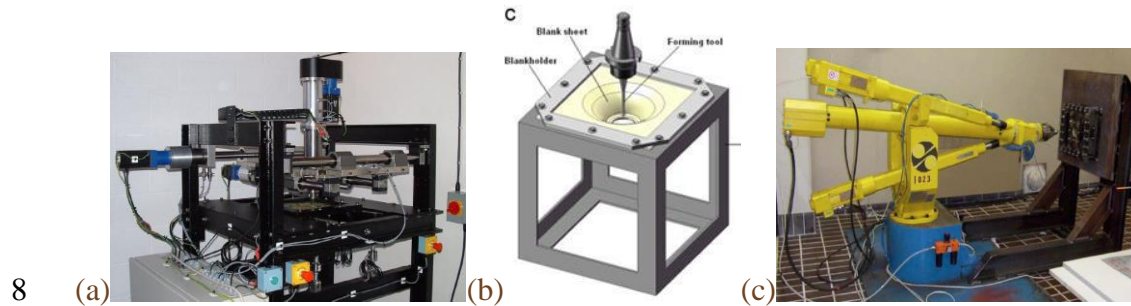 C
Blank sheet
Forming tool
Blankholder
1823
8 (a) (b) (c)